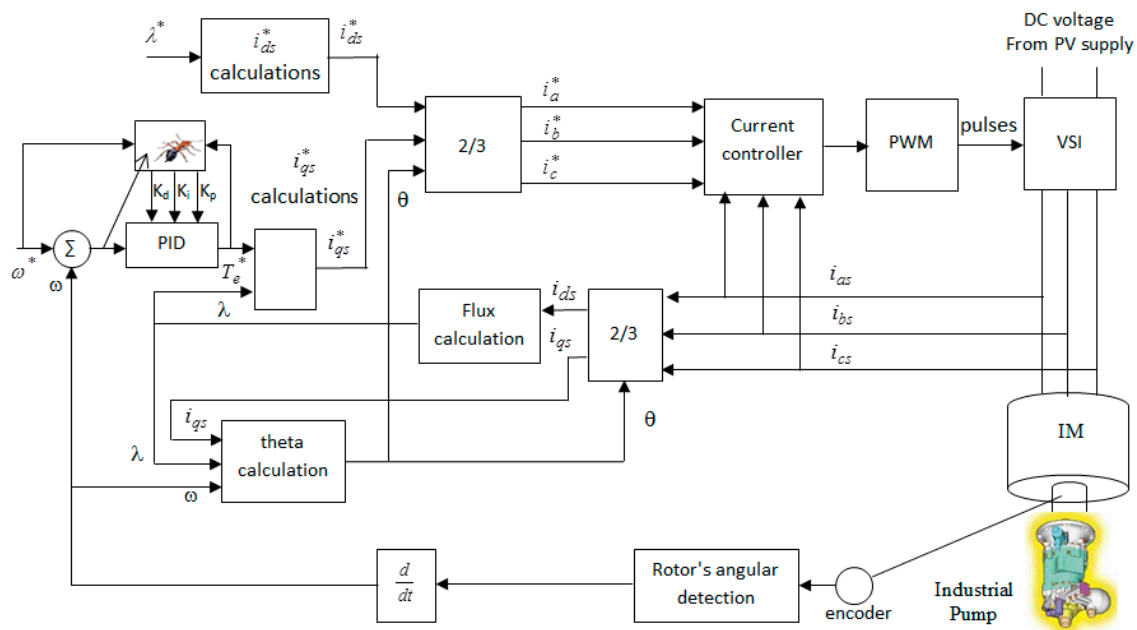 DC voltage
From PV supply
λ*
i*ds
calculations
i*ds
i*a
i*b
i*c
2/3
θ
Current
controller
PWM
pulses
VSI
Kd Ki Kp
i*qs
calculations
PID
Σ
ω*
ω
T*e
i*qs
λ
Flux
calculation
ids
iqs
2/3
ias
ibs
ics
iqs
λ
ω
theta
calculation
θ
IM
d
dt
Rotor's angular
detection
encoder
Industrial
Pump